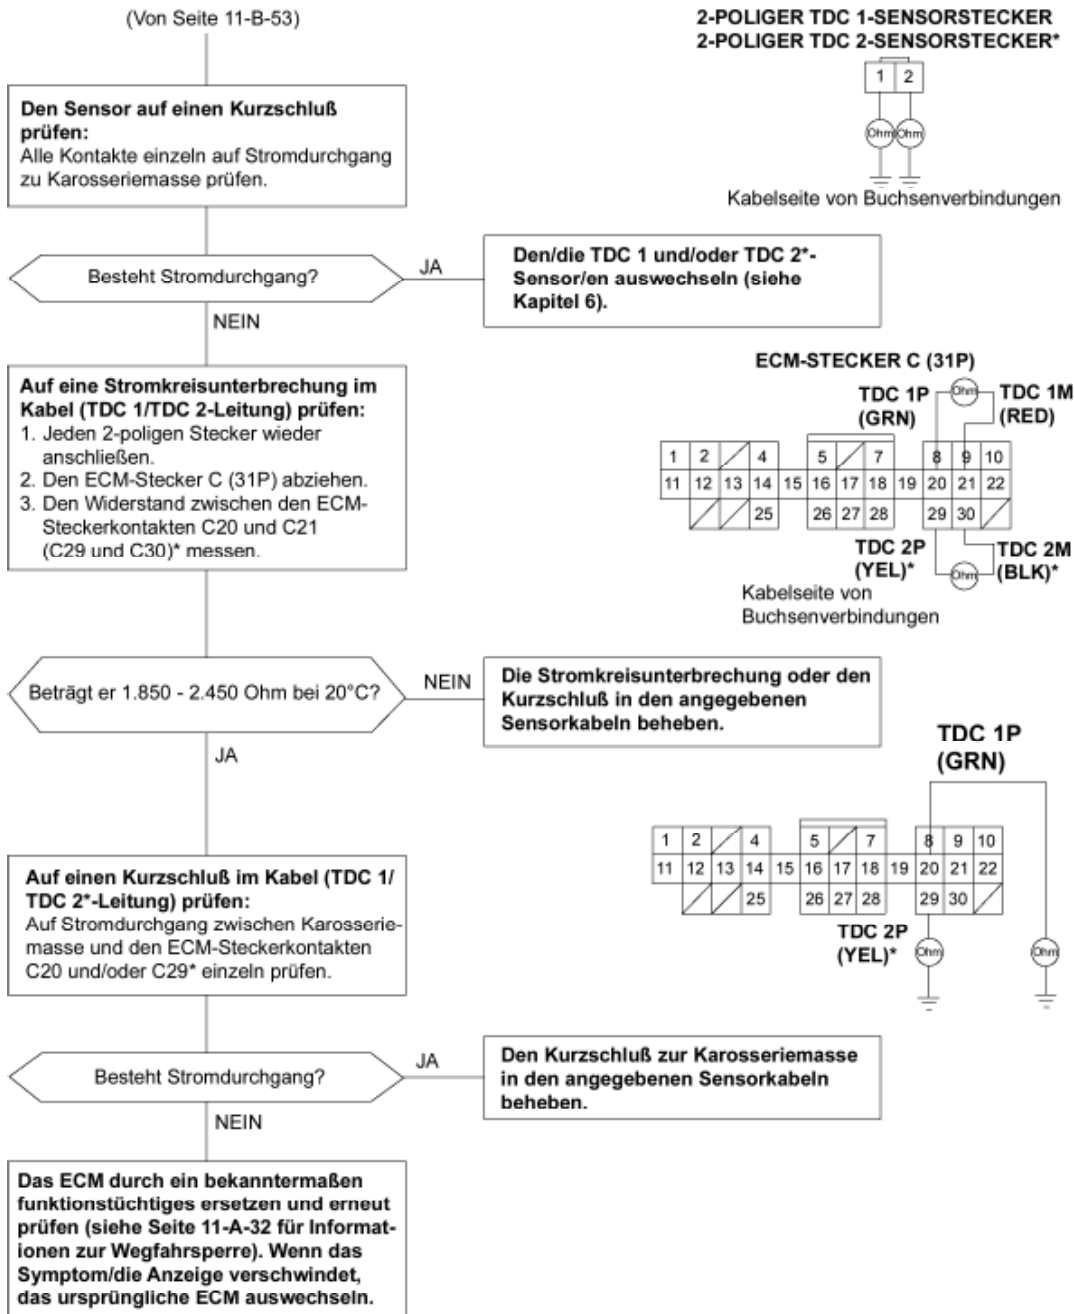 (Von Seite 11-B-53)
2-POLIGER TDC 1-SENSORSTECKER
2-POLIGER TDC 2-SENSORSTECKER*
1 2
Ohm Ohm
Kabelseite von Buchsenverbindungen
Den Sensor auf einen Kurzschluß
prüfen:
Alle Kontakte einzeln auf Stromdurchgang
zu Karosseriemasse prüfen.
Besteht Stromdurchgang?
JA
Den/die TDC 1 und/oder TDC 2*-
Sensor/en auswechseln (siehe
Kapitel 6).
NEIN
Auf eine Stromkreisunterbrechung im
Kabel (TDC 1/TDC 2-Leitung) prüfen:
1. Jeden 2-poligen Stecker wieder
anschließen.
2. Den ECM-Stecker C (31P) abziehen.
3. Den Widerstand zwischen den ECM-
Steckerkontakten C20 und C21
(C29 und C30)* messen.
ECM-STECKER C (31P)
TDC 1P
(GRN)
Ohm
TDC 1M
(RED)
1 2 4 5 7 8 9 10
11 12 13 14 15 16 17 18 19 20 21 22
25 26 27 28 29 30
TDC 2P
(YEL)*
Ohm
TDC 2M
(BLK)*
Kabelseite von
Buchsenverbindungen
Beträgt er 1.850 - 2.450 Ohm bei 20°C?
NEIN
Die Stromkreisunterbrechung oder den
Kurzschluß in den angegebenen
Sensorkabeln beheben.
JA
TDC 1P
(GRN)
1 2 4 5 7 8 9 10
11 12 13 14 15 16 17 18 19 20 21 22
25 26 27 28 29 30
TDC 2P
(YEL)*
Ohm
Ohm
Auf einen Kurzschluß im Kabel (TDC 1/
TDC 2*-Leitung) prüfen:
Auf Stromdurchgang zwischen Karosserie-
masse und den ECM-Steckerkontakten
C20 und/oder C29* einzeln prüfen.
Besteht Stromdurchgang?
JA
Den Kurzschluß zur Karosseriemasse
in den angegebenen Sensorkabeln
beheben.
NEIN
Das ECM durch ein bekanntermaßen
funktionstüchtiges ersetzen und erneut
prüfen (siehe Seite 11-A-32 für Informat-
ionen zur Wegfahrsperre). Wenn das
Symptom/die Anzeige verschwindet,
das ursprüngliche ECM auswechseln.